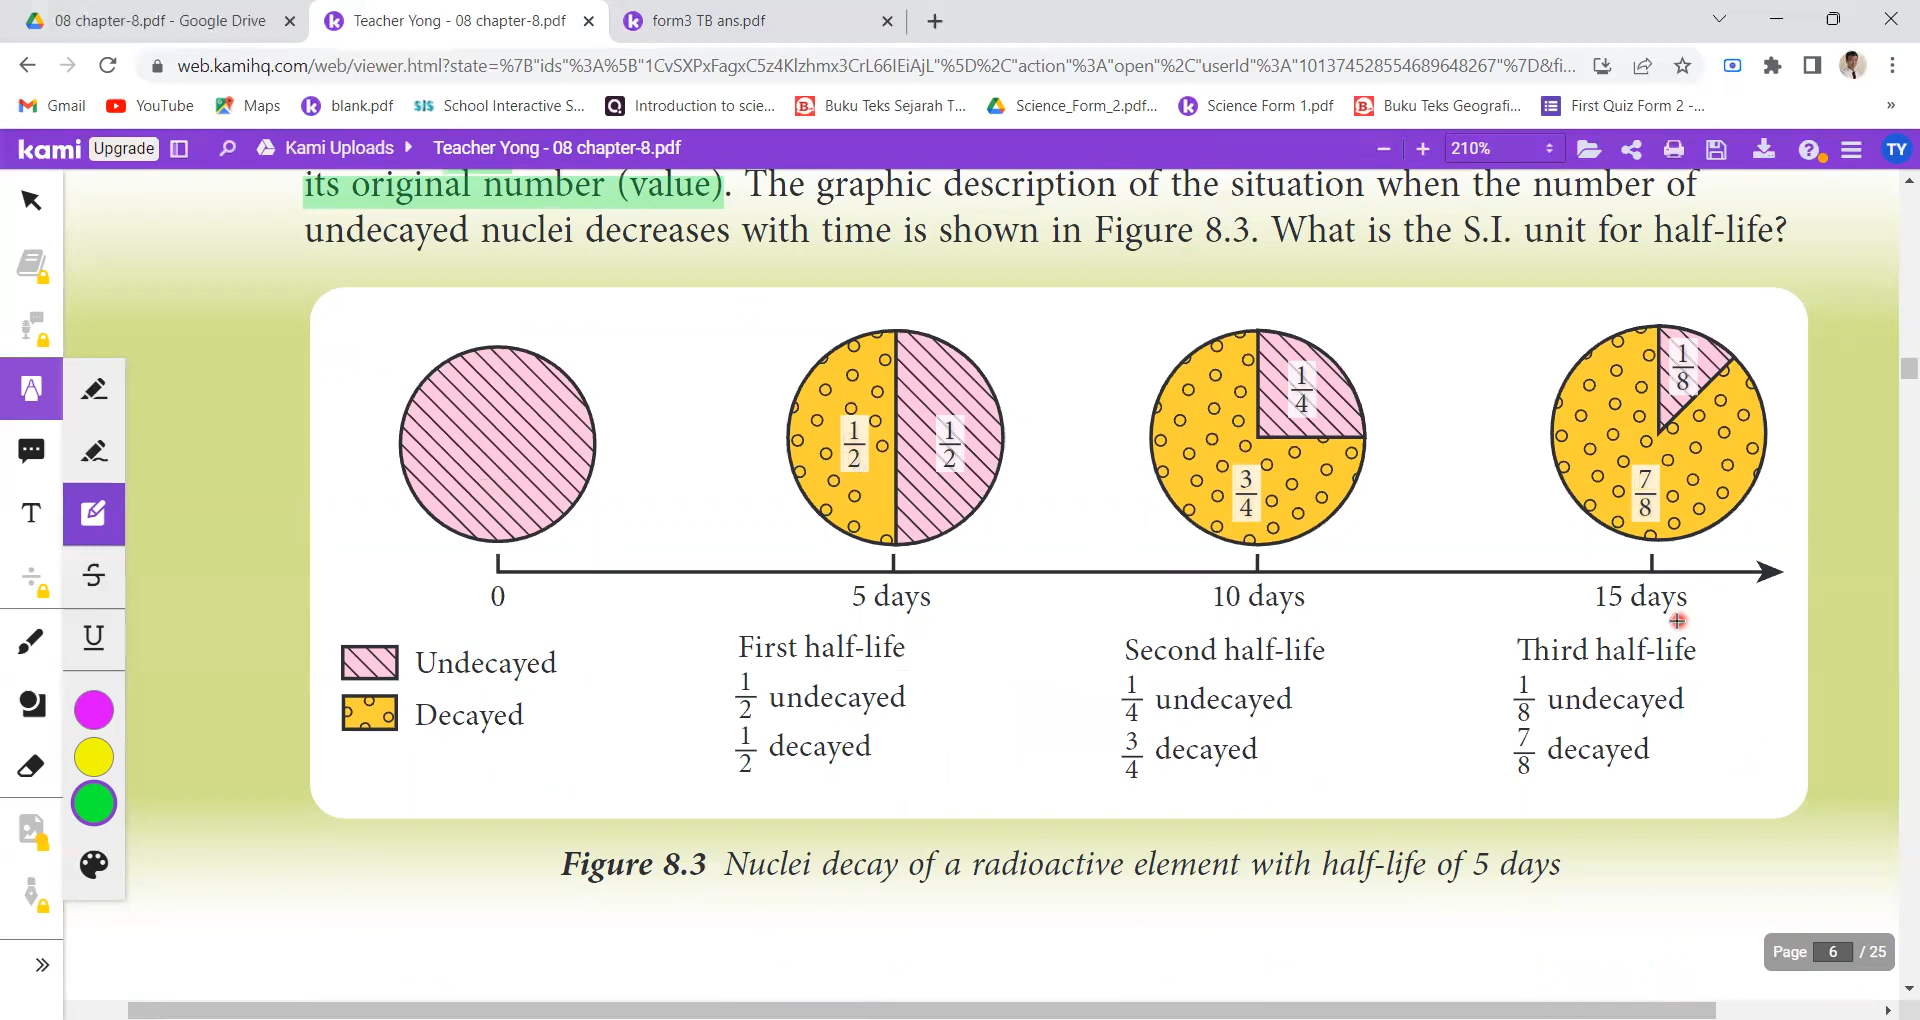 08 chapter-8.pdf - Google Drive
Teacher Yong - 08 chapter-8.pdf
form3 TB ans.pdf
web.kamihq.com/web/viewer.html?state=%7B"ids"%3A%5B"1CvSXPxFagxC5z4Klzhmx3CrL66IEiAjL"%5D%2C"action"%3A"open"%2C"userId"%3A"101374528554689648267"%7D&fi...
Gmail YouTube Maps blank.pdf SIS School Interactive S... Introduction to scie... Buku Teks Sejarah T... Science_Form_2.pdf... Science Form 1.pdf Buku Teks Geografi... First Quiz Form 2 -... »
kami Upgrade Kami Uploads Teacher Yong - 08 chapter-8.pdf 210% TY
its original number (value). The graphic description of the situation when the number of
undecayed nuclei decreases with time is shown in Figure 8.3. What is the S.I. unit for half-life?
1/2 1/2
1/4
3/4
1/8
7/8
0 5 days 10 days 15 days
Undecayed
Decayed
First half-life
1/2 undecayed
1/2 decayed
Second half-life
1/4 undecayed
3/4 decayed
Third half-life
1/8 undecayed
7/8 decayed
Figure 8.3 Nuclei decay of a radioactive element with half-life of 5 days
Page 6 / 25